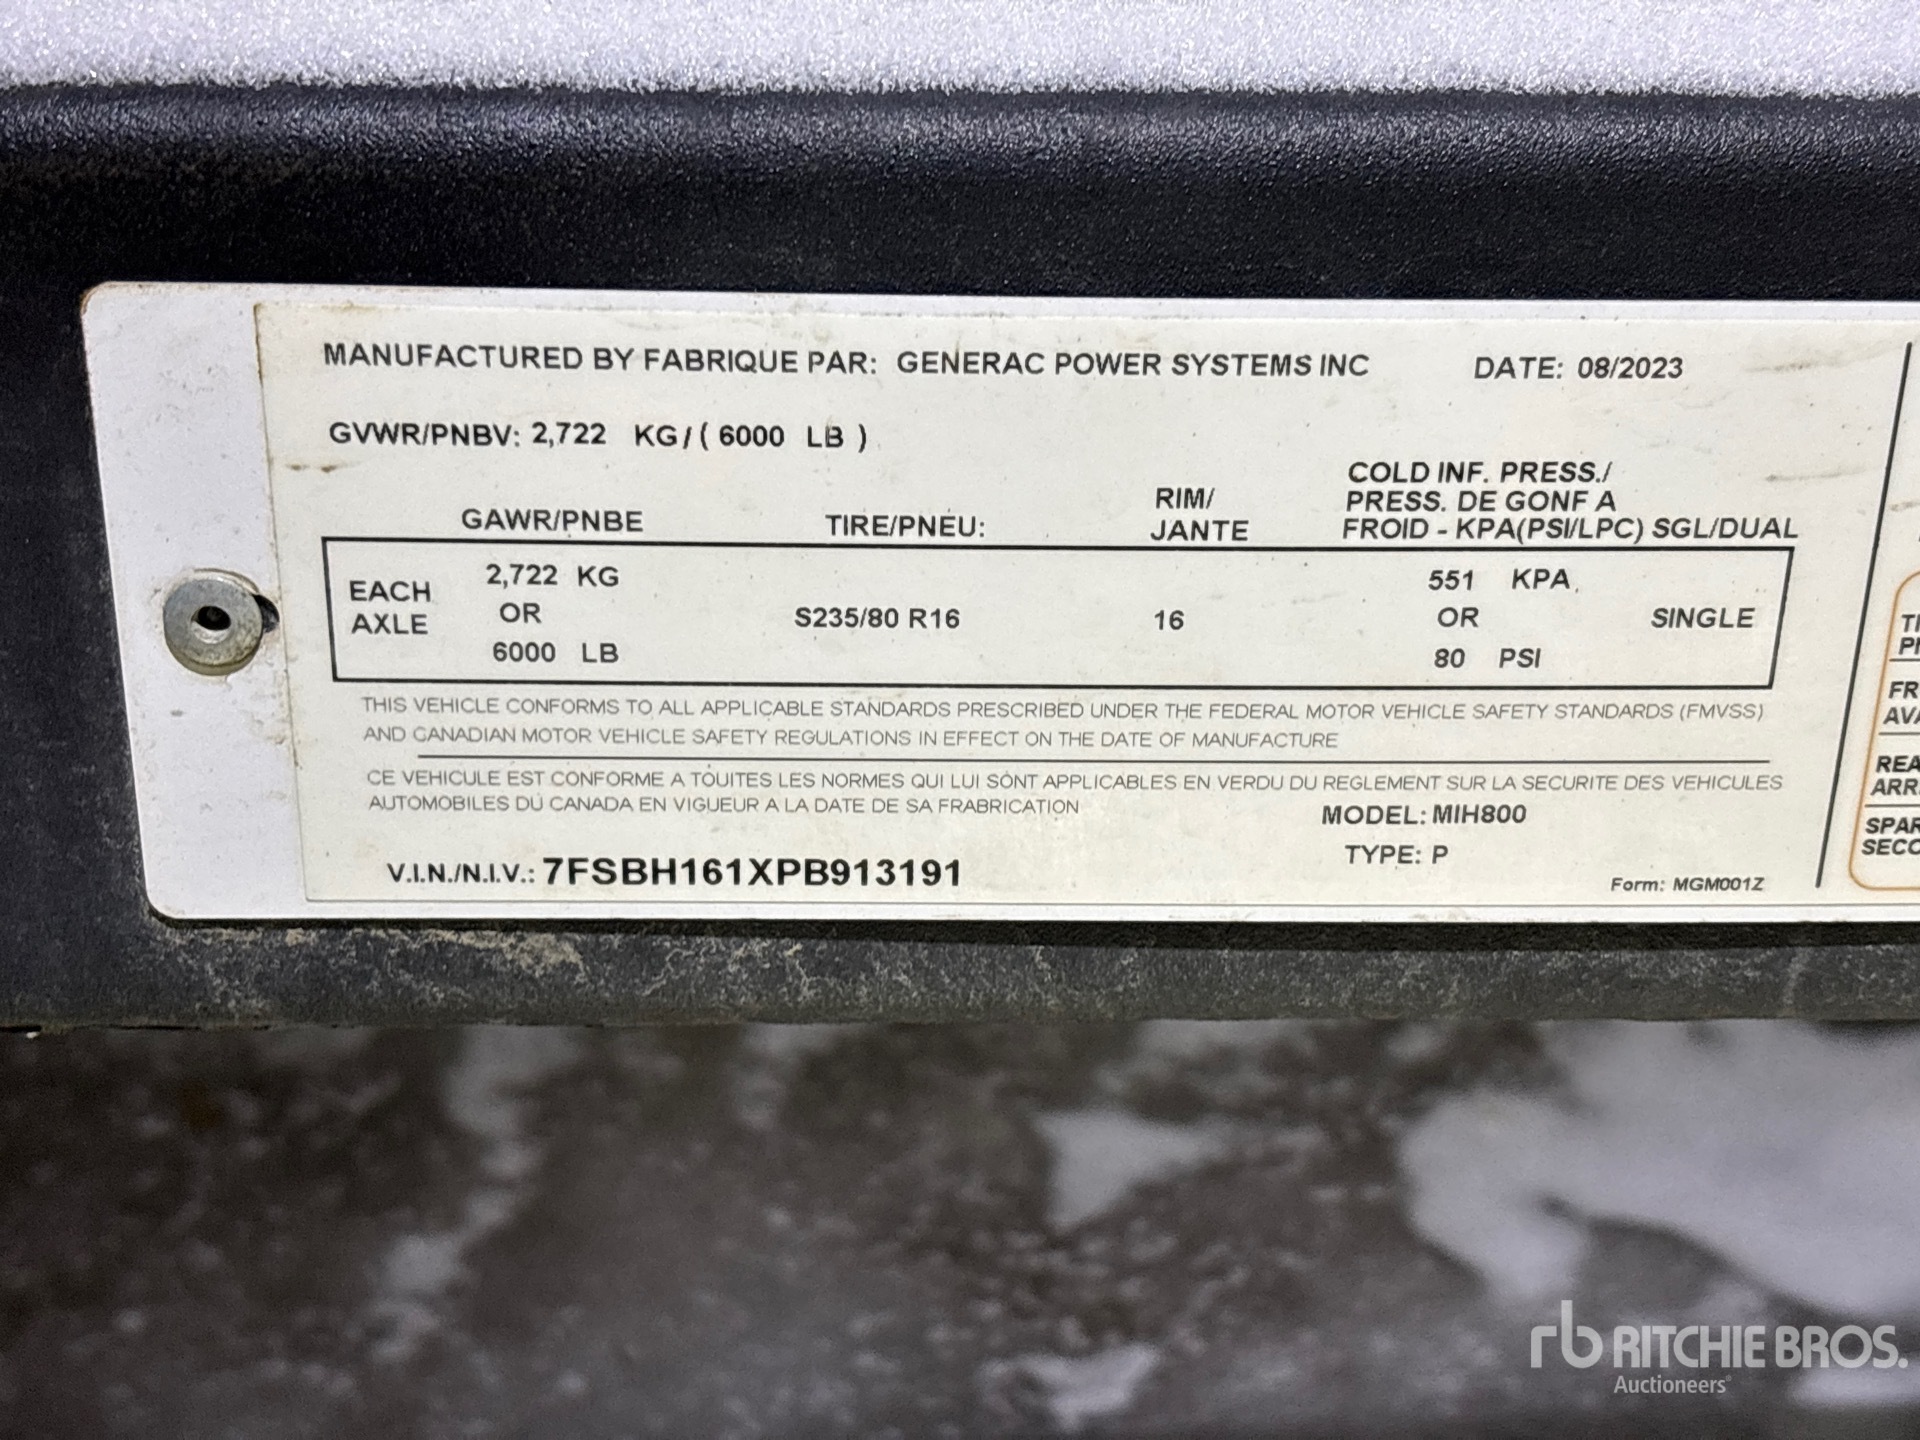 MANUFACTURED BY FABRIQUE PAR: GENERAC POWER SYSTEMS INC DATE: 08/2023
GVWR/PNBV: 2,722 KG/( 6000 LB )
GAWR/PNBE TIRE/PNEU: RIM/ JANTE COLD INF. PRESS./
PRESS. DE GONF A
FROID - KPA(PSI/LPC) SGL/DUAL
EACH AXLE 2,722 KG OR 6000 LB S235/80 R16 16 551 KPA OR 80 PSI SINGLE
THIS VEHICLE CONFORMS TO ALL APPLICABLE STANDARDS PRESCRIBED UNDER THE FEDERAL MOTOR VEHICLE SAFETY STANDARDS (FMVSS)
AND CANADIAN MOTOR VEHICLE SAFETY REGULATIONS IN EFFECT ON THE DATE OF MANUFACTURE
CE VEHICULE EST CONFORME A TOUITES LES NORMES QUI LUI SONT APPLICABLES EN VERDU DU REGLEMENT SUR LA SECURITE DES VEHICULES
AUTOMOBILES DU CANADA EN VIGUEUR A LA DATE DE SA FRABRICATION
MODEL: MIH800
TYPE: P
V.I.N./N.I.V.: 7FSBH161XPB913191
Form: MGM001Z
rb RITCHIE BROS.
Auctioneers